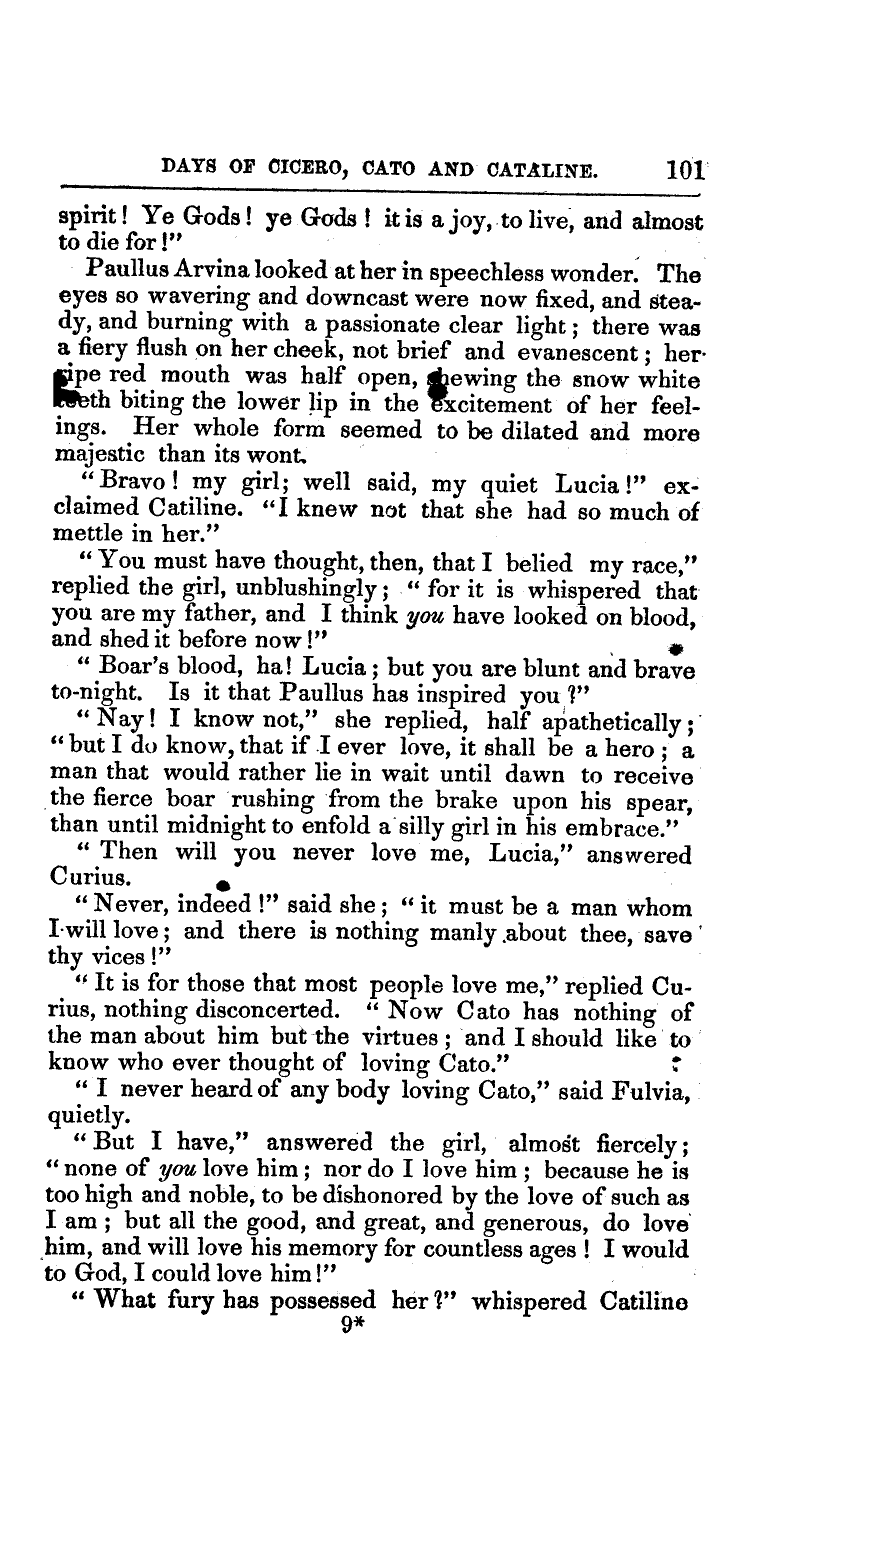 DAYS OF CICERO, CATO AND CATALINE. 101
spirit! Ye Gods! ye Gods! it is a joy, to live, and almost
to die for!”
Paullus Arvina looked at her in speechless wonder. The
eyes so wavering and downcast were now fixed, and stea-
dy, and burning with a passionate clear light; there was
a fiery flush on her cheek, not brief and evanescent; her
ripe red mouth was half open, shewing the snow white
teeth biting the lower lip in the excitement of her feel-
ings. Her whole form seemed to be dilated and more
majestic than its wont.
“Bravo! my girl; well said, my quiet Lucia!” ex-
claimed Catiline. “I knew not that she had so much of
mettle in her.”
“You must have thought, then, that I belied my race,”
replied the girl, unblushingly; “for it is whispered that
you are my father, and I think you have looked on blood,
and shed it before now!”
“Boar's blood, ha! Lucia; but you are blunt and brave
to-night. Is it that Paullus has inspired you?”
“Nay! I know not,” she replied, half apathetically;
“but I do know, that if I ever love, it shall be a hero; a
man that would rather lie in wait until dawn to receive
the fierce boar rushing from the brake upon his spear,
than until midnight to enfold a silly girl in his embrace.”
“Then will you never love me, Lucia,” answered
Curius.
“Never, indeed!” said she; “it must be a man whom
I will love; and there is nothing manly about thee, save
thy vices!”
“It is for those that most people love me,” replied Cu-
rius, nothing disconcerted. “Now Cato has nothing of
the man about him but the virtues; and I should like to
know who ever thought of loving Cato.”
“I never heard of any body loving Cato,” said Fulvia,
quietly.
“But I have,” answered the girl, almost fiercely;
“none of you love him; nor do I love him; because he is
too high and noble, to be dishonored by the love of such as
I am; but all the good, and great, and generous, do love
him, and will love his memory for countless ages! I would
to God, I could love him!”
“What fury has possessed her?” whispered Catiline
9*